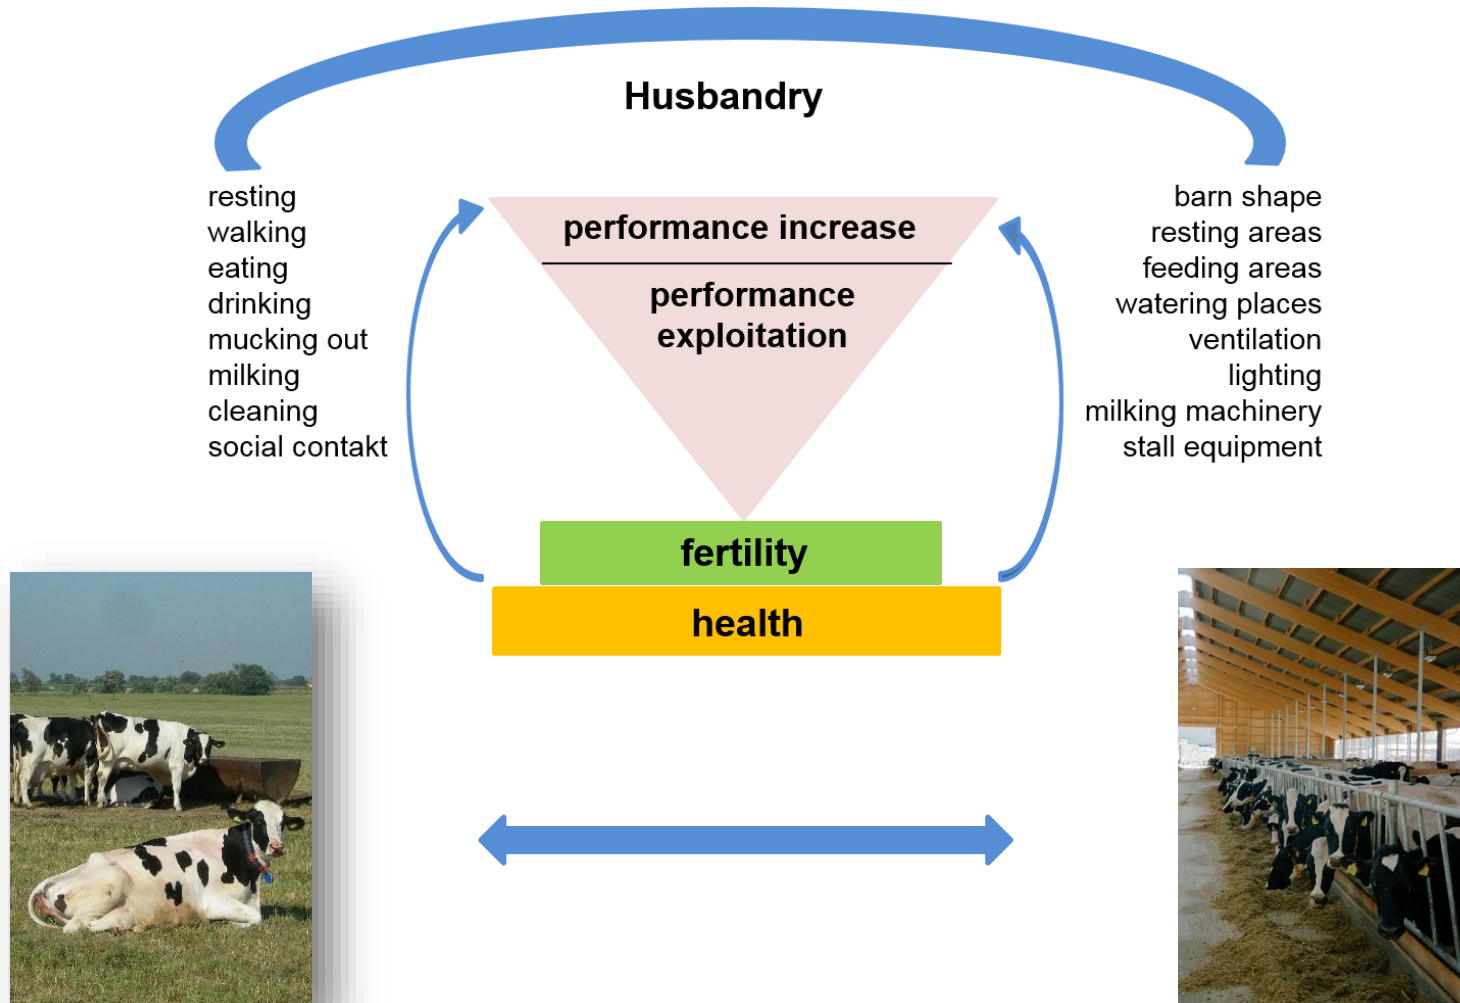 Husbandry
resting
walking
eating
drinking
mucking out
milking
cleaning
social contakt
performance increase
performance
exploitation
fertility
health
barn shape
resting areas
feeding areas
watering places
ventilation
lighting
milking machinery
stall equipment